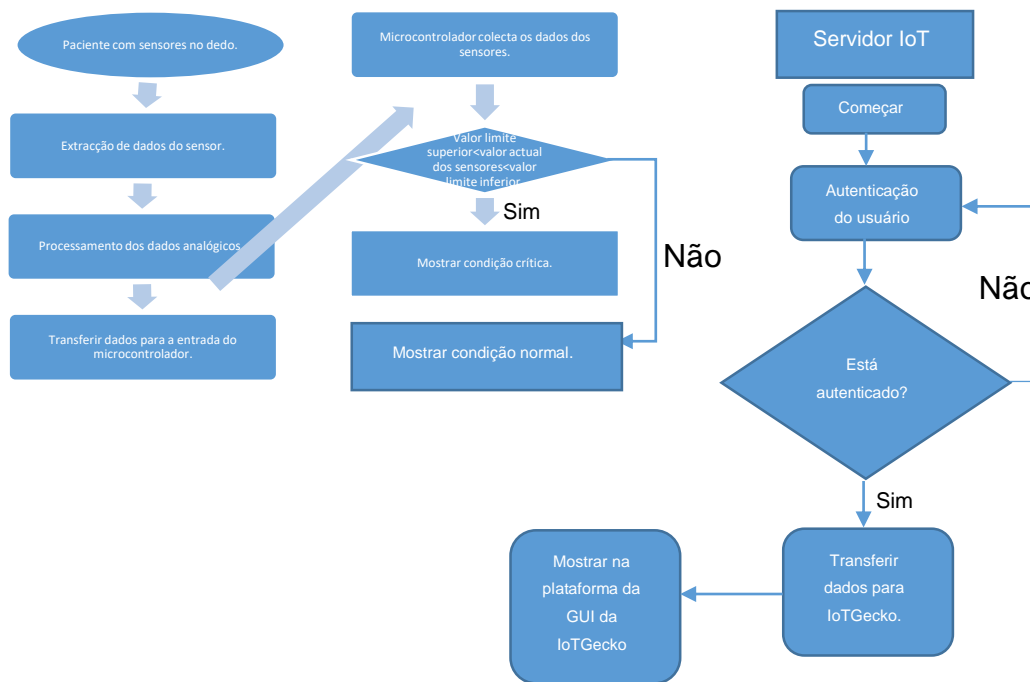 Paciente com sensores no dedo.
Extracção de dados do sensor.
Processamento dos dados analógicos.
Transferir dados para a entrada do
microcontrolador.
Microcontrolador colecta os dados dos
sensores.
Valor limite
superior<valor actual
dos sensores<valor
limite inferior
Sim
Não
Mostrar condição crítica.
Mostrar condição normal.
Servidor IoT
Começar
Autenticação
do usuário
Não
Está
autenticado?
Sim
Transferir
dados para
IoTGecko.
Mostrar na
plataforma da
GUI da
IoTGecko